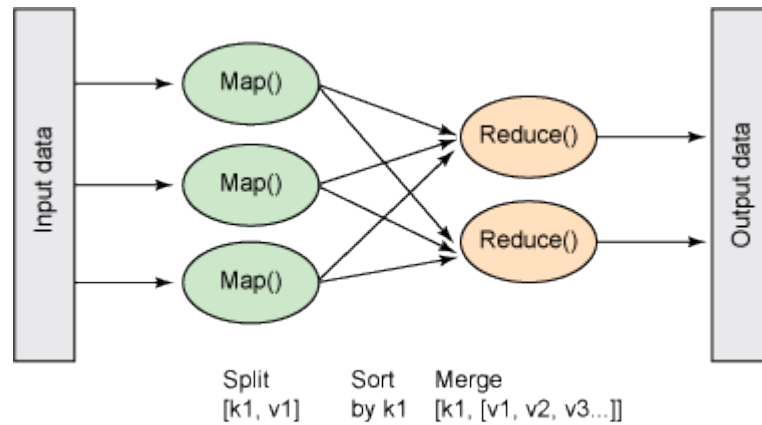 Input data
Map()
Map()
Map()
Reduce()
Reduce()
Output data
Split
[k1, v1]
Sort
by k1
Merge
[k1, [v1, v2, v3...]]